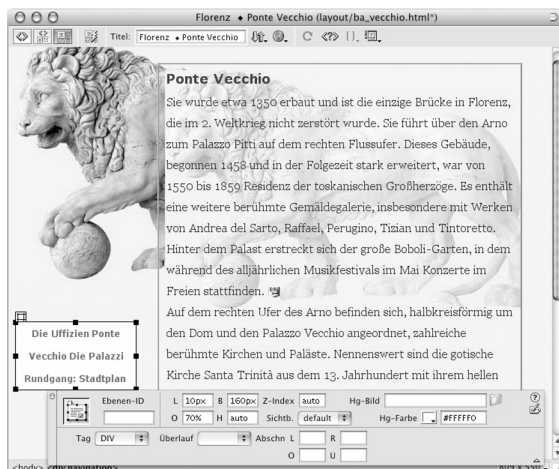 Florenz ◆ Ponte Vecchio (layout/ba_vecchio.html*)
Titel: Florenz ◆ Ponte Vecchio
Ponte Vecchio
Sie wurde etwa 1350 erbaut und ist die einzige Brücke in Florenz,
die im 2. Weltkrieg nicht zerstört wurde. Sie führt über den Arno
zum Palazzo Pitti auf dem rechten Flussufer. Dieses Gebäude,
begonnen 1458 und in der Folgezeit stark erweitert, war von
1550 bis 1859 Residenz der toskanischen Großherzöge. Es enthält
eine weitere berühmte Gemäldegalerie, insbesondere mit Werken
von Andrea del Sarto, Raffael, Perugino, Tizian und Tintoretto.
Hinter dem Palast erstreckt sich der große Boboli-Garten, in dem
während des alljährlichen Musikfestivals im Mai Konzerte im
Freien stattfinden.
Auf dem rechten Ufer des Arno befinden sich, halbkreisförmig um
den Dom und den Palazzo Vecchio angeordnet, zahlreiche
berühmte Kirchen und Paläste. Nennenswert sind die gotische
Kirche Santa Trinità aus dem 13. Jahrhundert mit ihrem hellen
Die Uffizien Ponte
Vecchio Die Palazzi
Rundgang: Stadtplan
Ebenen-ID L 10px B 160px Z-Index auto Hg-Bild
O 70% H auto Sichtb. default Hg-Farbe #FFFFF0
Tag DIV Überlauf Abschn L R
O U
<body> <div.navigation> 809 x 550